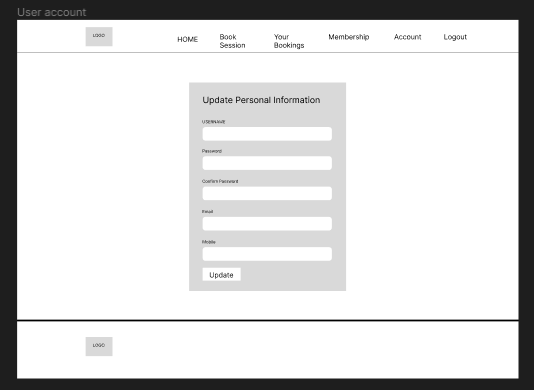 User account
LOGO
HOME
Book
Session
Your
Bookings
Membership
Account
Logout
Update Personal Information
USERNAME
Password
Confirm Password
Email
Mobile
Update
LOGO